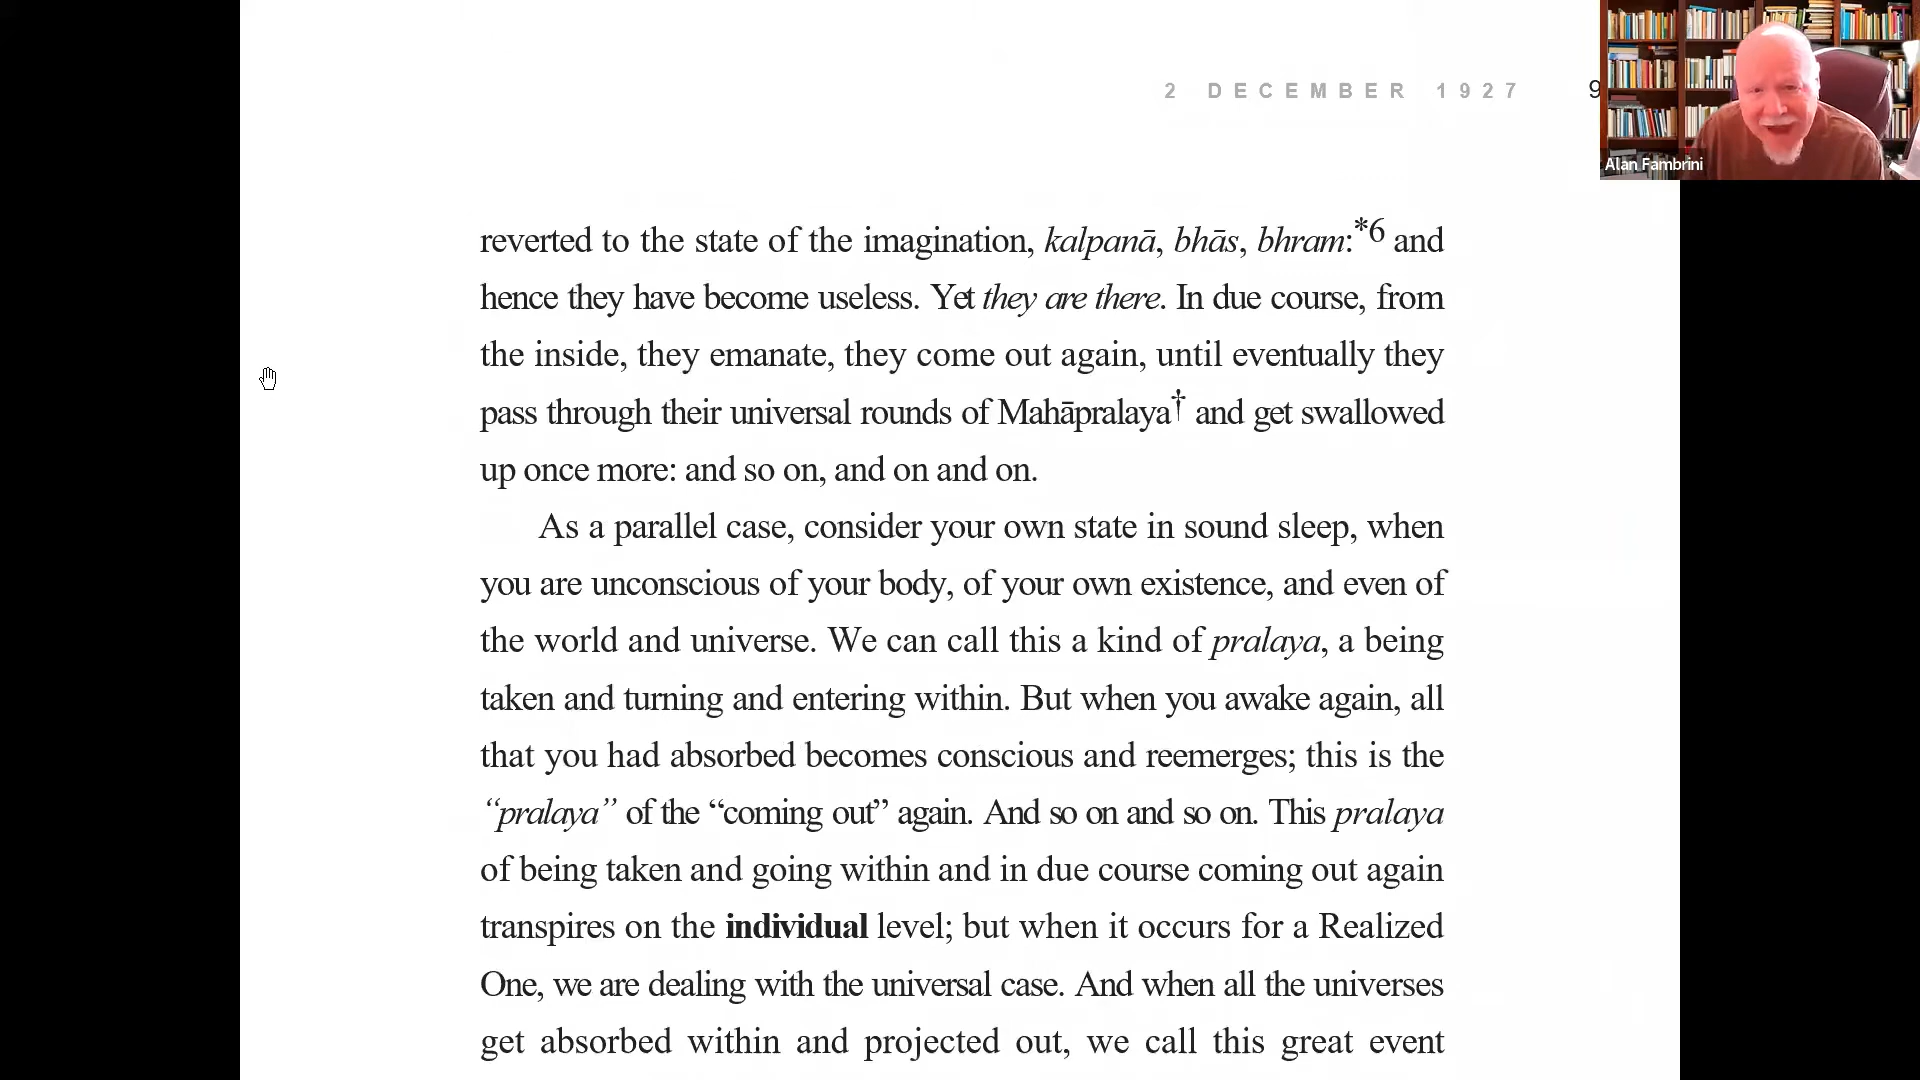 2 DECEMBER 1927 9
Alan Fambrini
reverted to the state of the imagination, kalpanā, bhās, bhram:*6 and
hence they have become useless. Yet they are there. In due course, from
the inside, they emanate, they come out again, until eventually they
pass through their universal rounds of Mahāpralaya† and get swallowed
up once more: and so on, and on and on.
As a parallel case, consider your own state in sound sleep, when
you are unconscious of your body, of your own existence, and even of
the world and universe. We can call this a kind of pralaya, a being
taken and turning and entering within. But when you awake again, all
that you had absorbed becomes conscious and reemerges; this is the
“pralaya” of the “coming out” again. And so on and so on. This pralaya
of being taken and going within and in due course coming out again
transpires on the individual level; but when it occurs for a Realized
One, we are dealing with the universal case. And when all the universes
get absorbed within and projected out, we call this great event